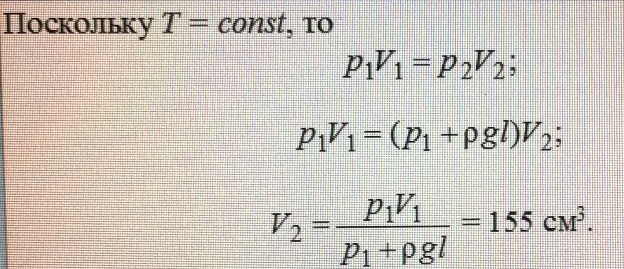 Поскольку T = const, то
p₁V₁ = p₂V₂;
p₁V₁ = (p₁ + ρgl)V₂;
V₂ = p₁V₁ / (p₁ + ρgl) = 155 см³.